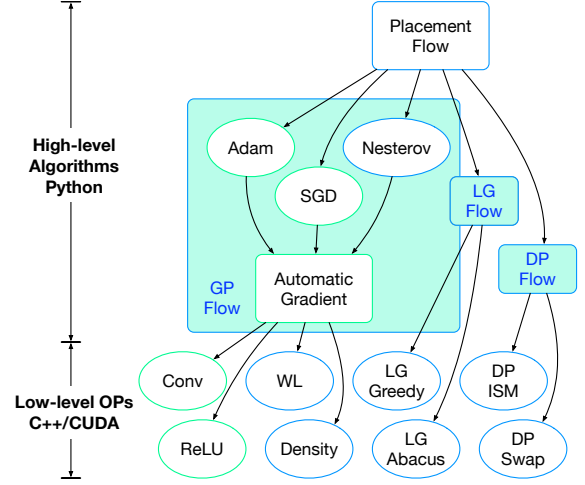 Placement
Flow
High-level
Algorithms
Python
Adam
Nesterov
SGD
LG
Flow
DP
Flow
GP
Flow
Automatic
Gradient
Low-level OPs
C++/CUDA
Conv
WL
LG
Greedy
DP
ISM
ReLU
Density
LG
Abacus
DP
Swap